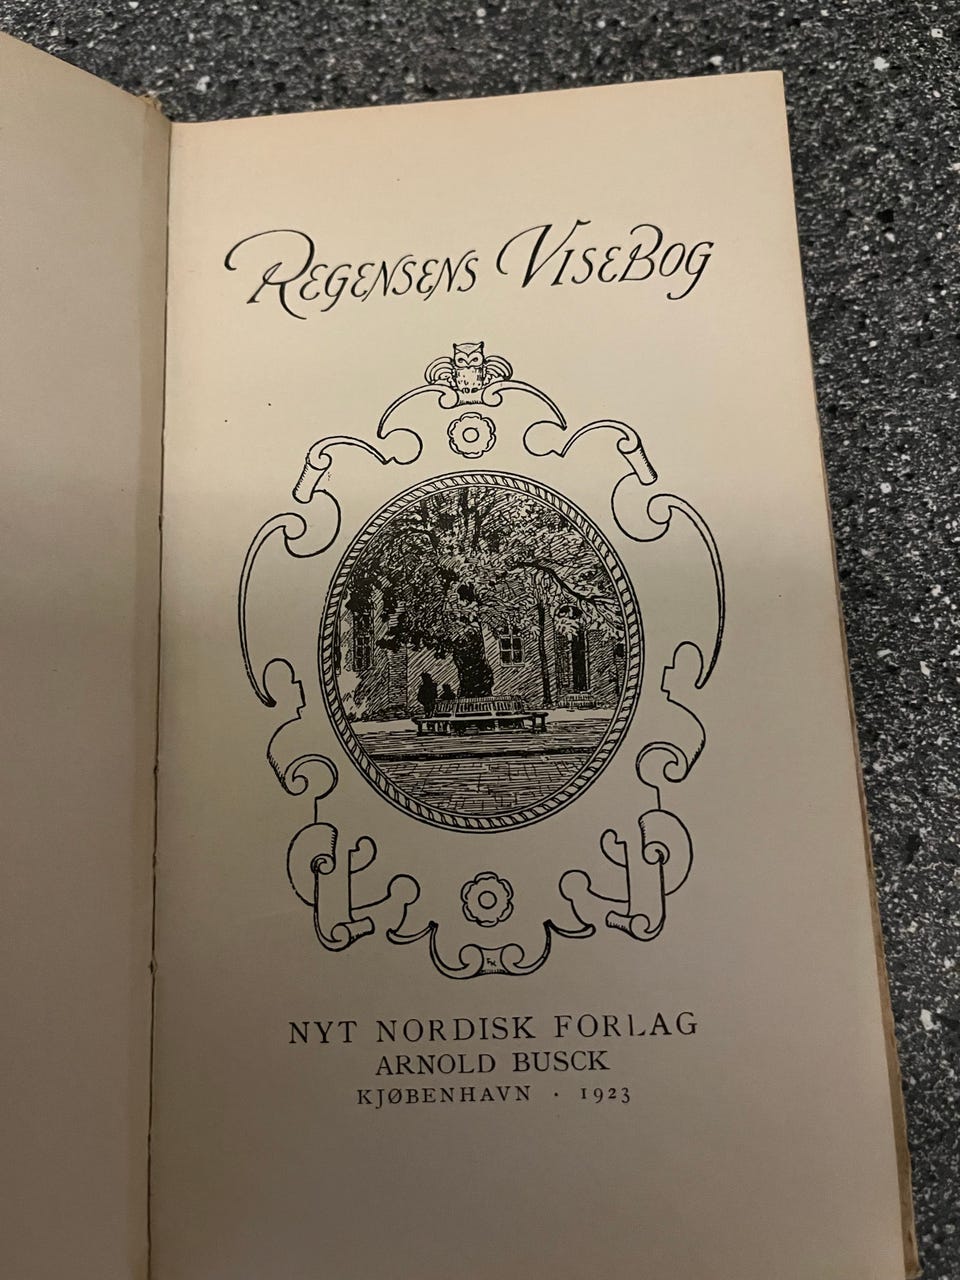 REGENSENS VISEBOG
NYT NORDISK FORLAG
ARNOLD BUSCK
KJØBENHAVN · 1923